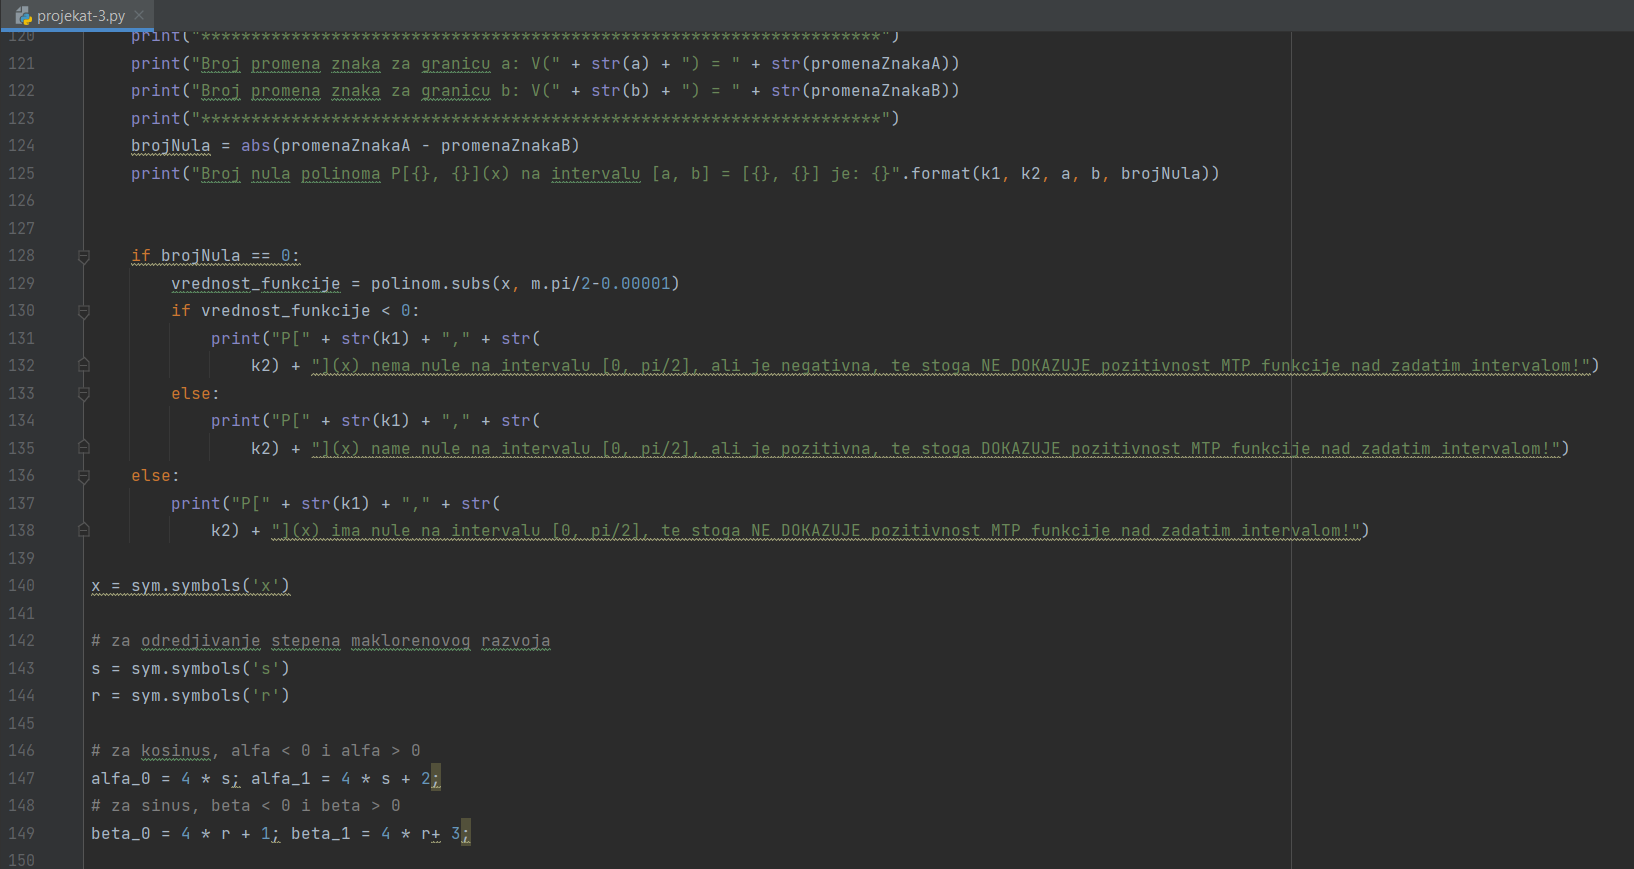 projekat-3.py
120 print("********************************************************************")
121 print("Broj promena znaka za granicu a: V(" + str(a) + ") = " + str(promenaZnakaA))
122 print("Broj promena znaka za granicu b: V(" + str(b) + ") = " + str(promenaZnakaB))
123 print("********************************************************************")
124 brojNula = abs(promenaZnakaA - promenaZnakaB)
125 print("Broj nula polinoma P[{}, {}](x) na intervalu [a, b] = [{}, {}] je: {}".format(k1, k2, a, b, brojNula))
126
127
128 if brojNula == 0:
129 vrednost_funkcije = polinom.subs(x, m.pi/2-0.00001)
130 if vrednost_funkcije < 0:
131 print("P[" + str(k1) + "," + str(
132 k2) + "](x) nema nule na intervalu [0, pi/2], ali je negativna, te stoga NE DOKAZUJE pozitivnost MTP funkcije nad zadatim intervalom!")
133 else:
134 print("P[" + str(k1) + "," + str(
135 k2) + "](x) name nule na intervalu [0, pi/2], ali je pozitivna, te stoga DOKAZUJE pozitivnost MTP funkcije nad zadatim intervalom!")
136 else:
137 print("P[" + str(k1) + "," + str(
138 k2) + "](x) ima nule na intervalu [0, pi/2], te stoga NE DOKAZUJE pozitivnost MTP funkcije nad zadatim intervalom!")
139
140 x = sym.symbols('x')
141
142 # za odredjivanje stepena maklorenovog razvoja
143 s = sym.symbols('s')
144 r = sym.symbols('r')
145
146 # za kosinus, alfa < 0 i alfa > 0
147 alfa_0 = 4 * s; alfa_1 = 4 * s + 2;
148 # za sinus, beta < 0 i beta > 0
149 beta_0 = 4 * r + 1; beta_1 = 4 * r+ 3;
150